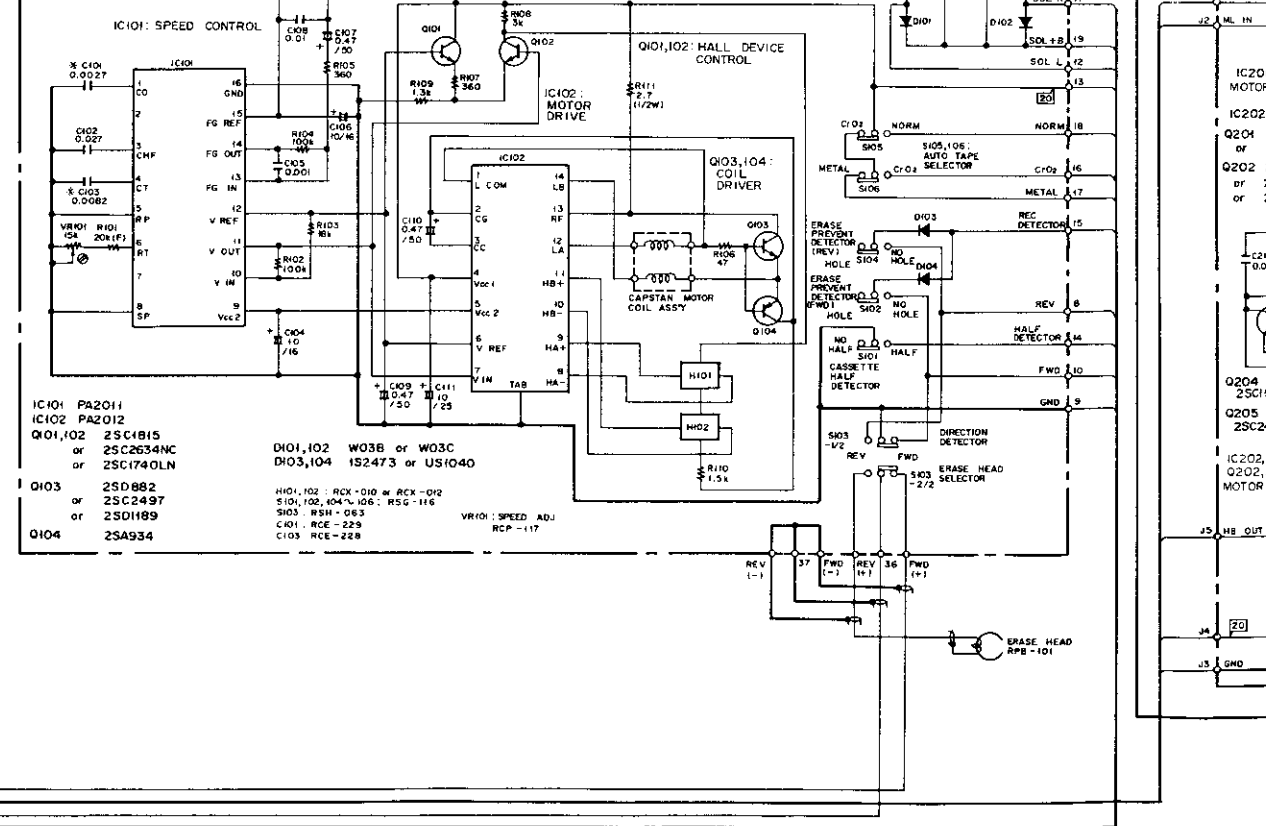 IC101: SPEED CONTROL
C108
0.01
C107
0.47
/50
R105
360
※ C101
0.0027
IC101
1
CO
2
C102
0.027
3
CHF
4
CT
※ C103
0.0082
5
RP
VR101
15k
R101
20k(F)
6
RT
7
8
SP
16
GND
15
FG REF
14
FG OUT
13
FG IN
12
V REF
11
V OUT
10
V IN
9
Vcc2
R104
100k
C105
0.001
C106
10/16
R103
18k
R102
100k
C104
10
/16
Q101
Q102
R108
3k
R107
360
R109
1.3k
IC102:
MOTOR
DRIVE
Q101,102: HALL DEVICE
CONTROL
R111
2.7
(1/2W)
IC102
1
L COM
2
CG
3
CC
4
Vcc1
5
Vcc2
6
V REF
7
V IN
TAB
14
LB
13
RF
12
LA
11
HB+
10
HB-
9
HA+
8
HA-
C110
0.47
/50
C109
0.47
/50
C111
10
/25
Q103,104:
COIL
DRIVER
Q103
R106
47
CAPSTAN MOTOR
COIL ASS'Y
Q104
H101
H102
R110
1.5k
D101
D102
SOL+B
19
SOL L
12
13
20
CrO2
NORM
S105
NORM
18
S105,106:
AUTO TAPE
SELECTOR
METAL
CrO2
S106
CrO2
16
METAL
17
ERASE
PREVENT
DETECTOR
(REV)
HOLE
S104
NO
HOLE
D103
REC
DETECTOR
15
D104
ERASE
PREVENT
DETECTOR
(FWD)
HOLE
S102
NO
HOLE
REV
8
NO
HALF
S101
HALF
HALF
DETECTOR
14
CASSETTE
HALF
DETECTOR
FWD
10
GND
9
S103
-1/2
REV
FWD
DIRECTION
DETECTOR
S103
-2/2
ERASE HEAD
SELECTOR
IC101 PA2011
IC102 PA2012
Q101,102 2SC1815
or 2SC2634NC
or 2SC1740LN
Q103 2SD882
or 2SC2497
or 2SD1189
Q104 2SA934
D101,102 W03B or W03C
D103,104 1S2473 or US1040
H101,102 : RCX-010 or RCX-012
S101,102,104~106: RSG-116
S103 : RSH-063
C101 : RCE-229
C103 : RCE-228
VR101 : SPEED ADJ
RCP-117
REV
(-)
37
FWD
(-)
REV
(+)
36
FWD
(+)
ERASE HEAD
RPB-101
J2
ML IN
MOTOR
IC202
Q201
or
Q202
or
or
Q204
Q205
IC202,
Q202,
MOTOR
J5
HB OUT
J4
20
J3
GND